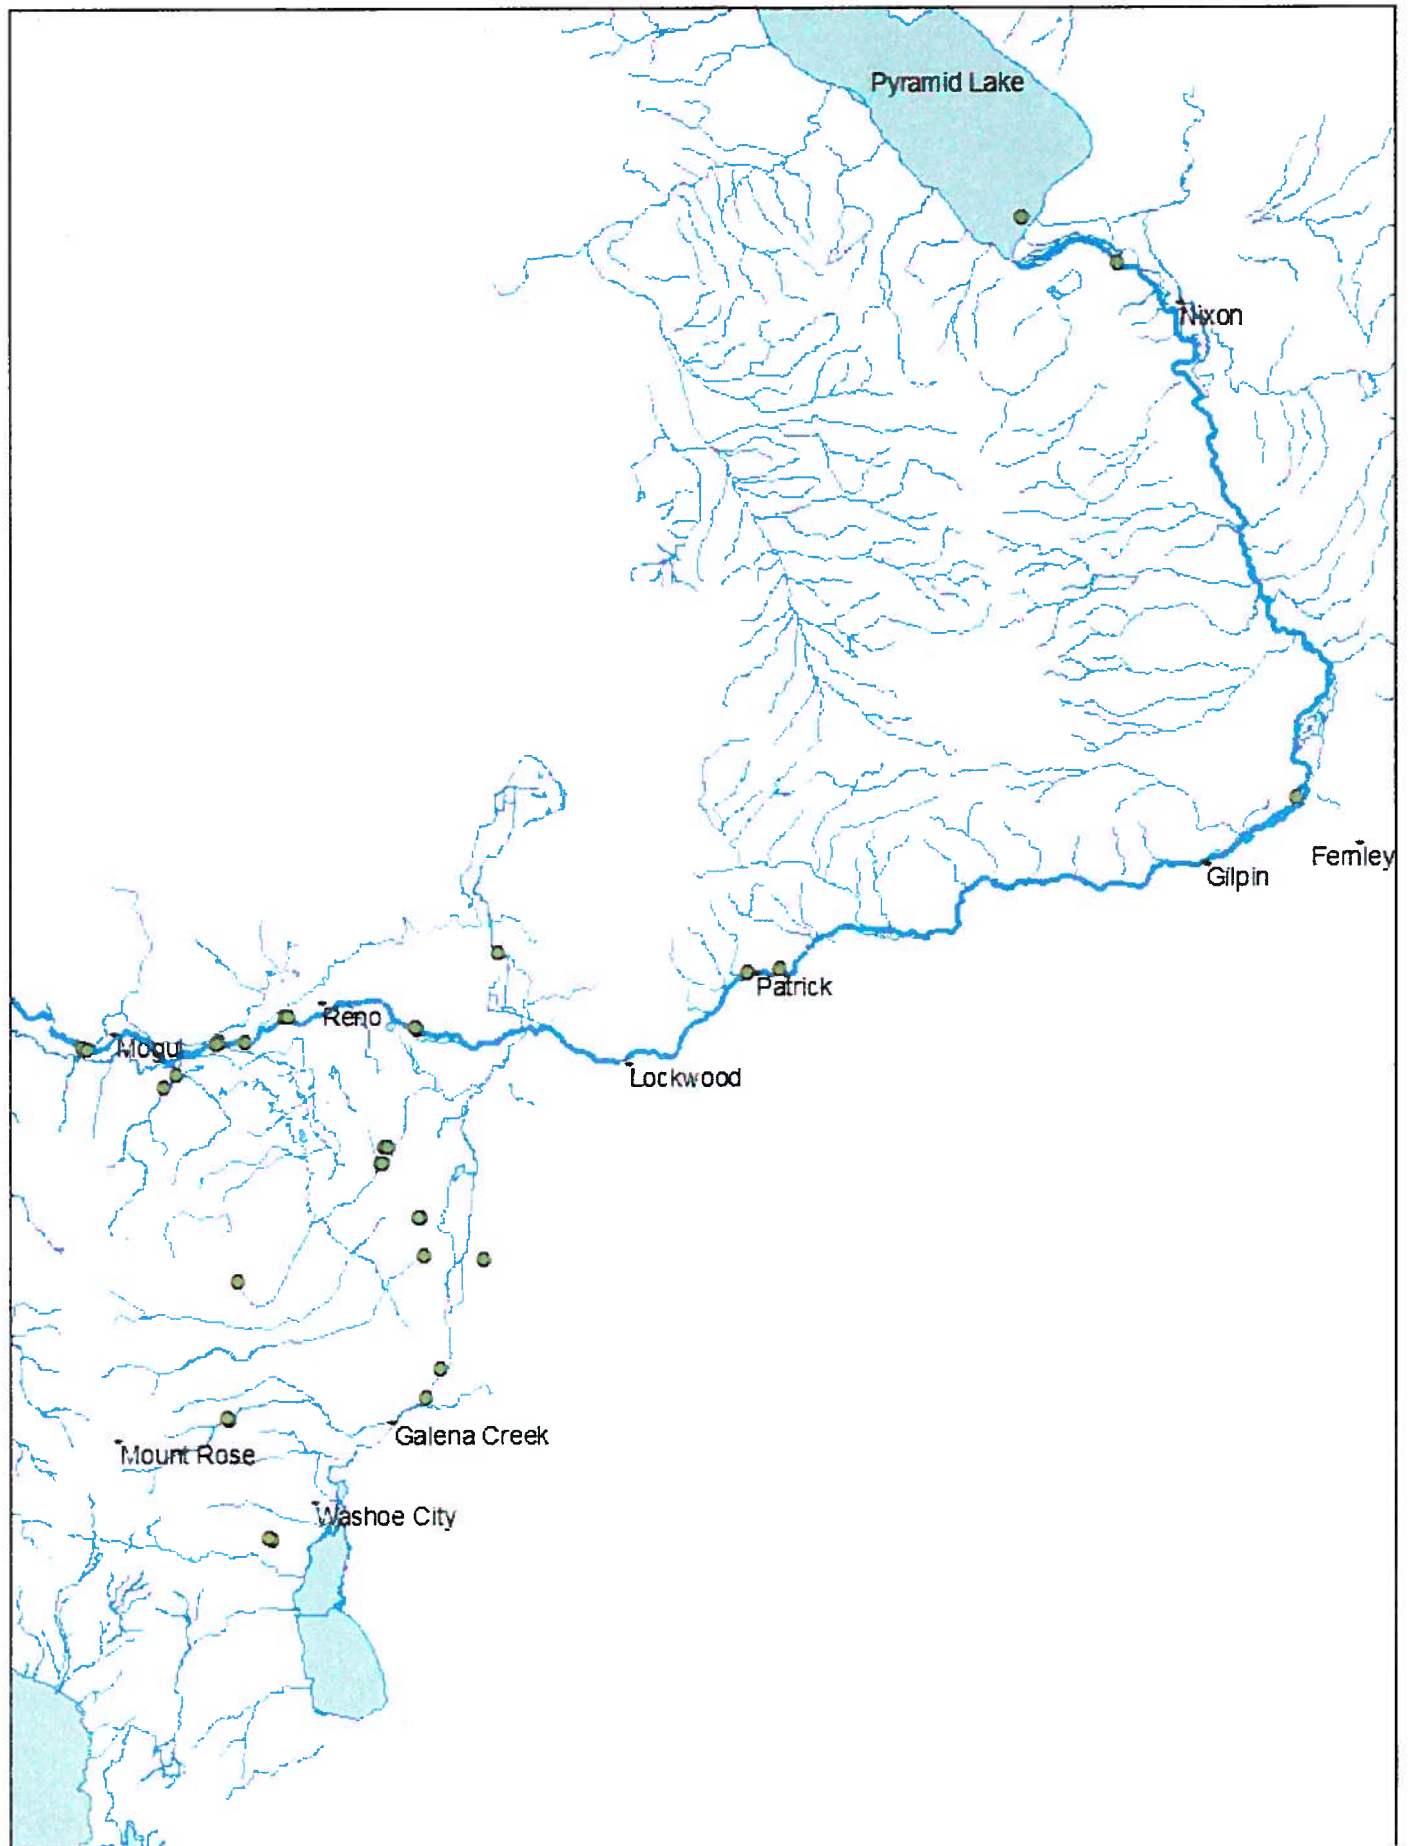 Pyramid Lake
Nixon
Fernley
Gilpin
Patrick
Reno
Mogul
Lockwood
Galena Creek
Mount Rose
Washoe City